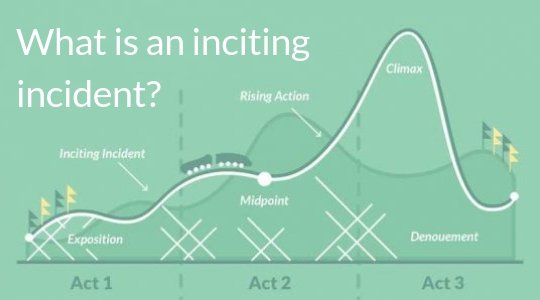 What is an inciting
incident?
Climax
Rising Action
Inciting Incident
Midpoint
Exposition
Denouement
Act 1
Act 2
Act 3